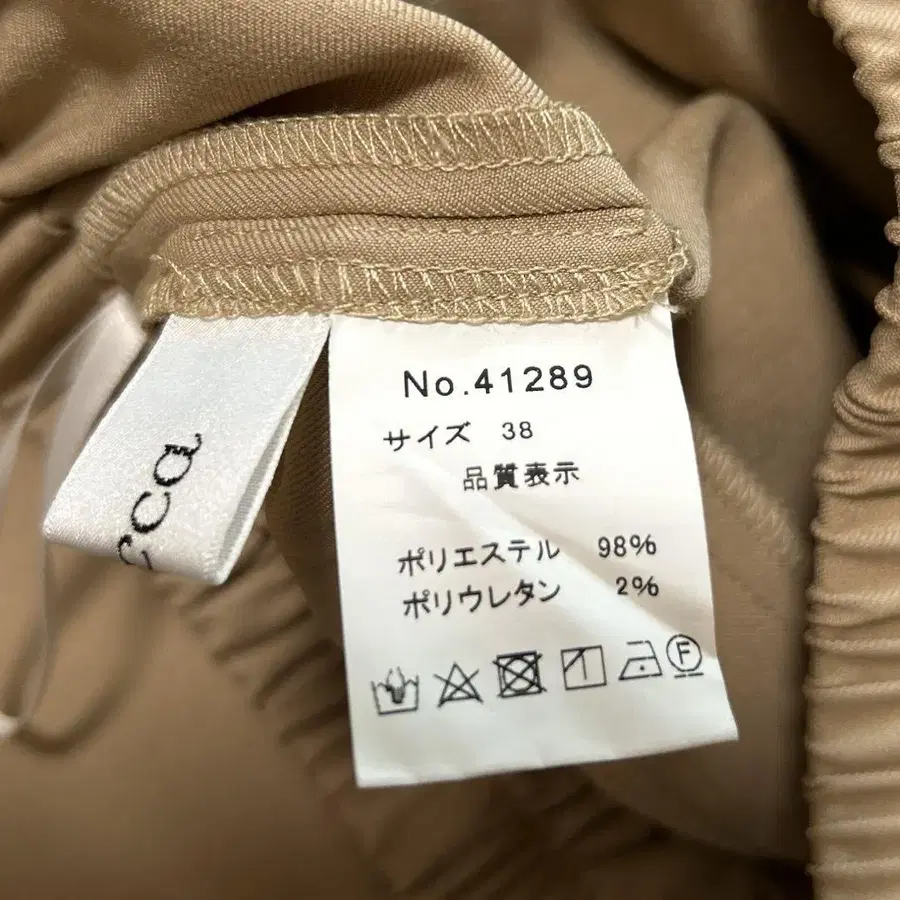 No.41289
サイズ 38
品質表示
ポリエステル 98%
ポリウレタン 2%
F